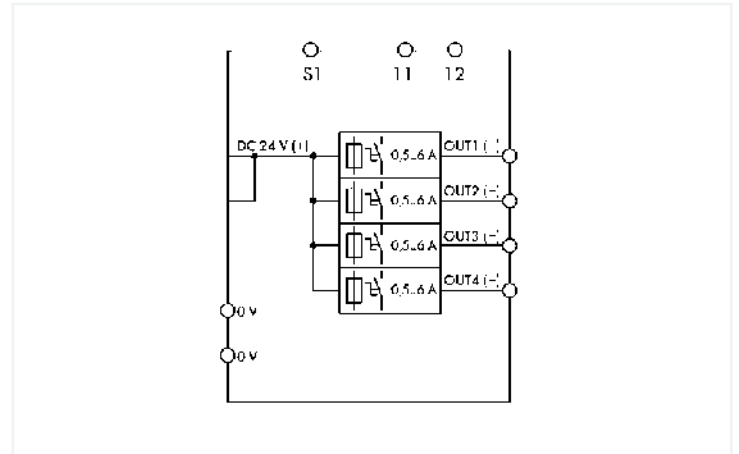 S1 11 12
DC 24 V (+)
0,5..6 A OUT1 (+)
0,5..6 A OUT2 (+)
0,5..6 A OUT3 (+)
0,5..6 A OUT4 (+)
0 V
0 V